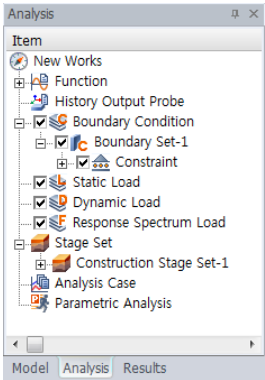 Analysis
Item
New Works
Function
History Output Probe
Boundary Condition
Boundary Set-1
Constraint
Static Load
Dynamic Load
Response Spectrum Load
Stage Set
Construction Stage Set-1
Analysis Case
Parametric Analysis
Model Analysis Results